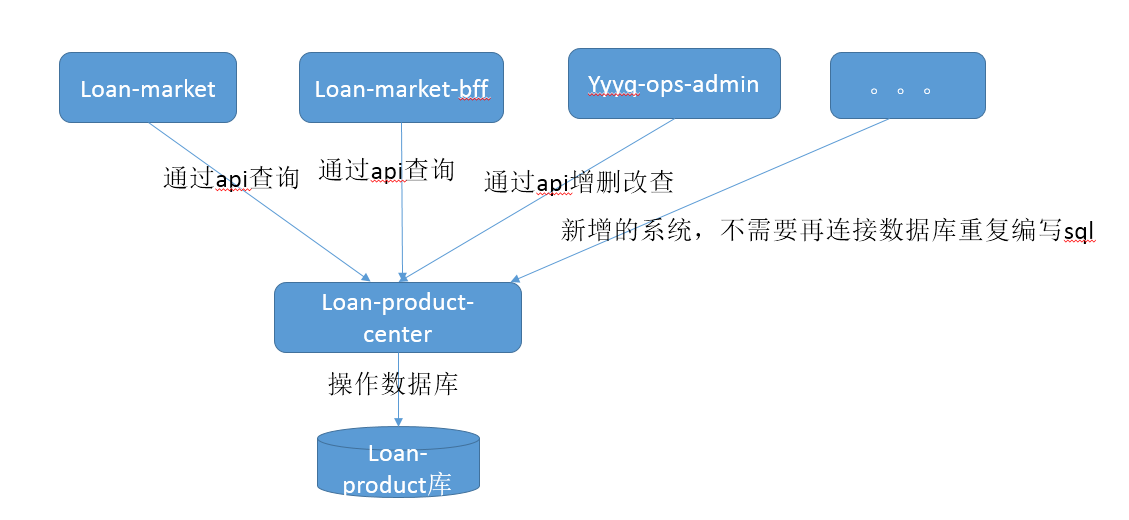 Loan-market
Loan-market-bff
Yyyq-ops-admin
。。。
通过api查询
通过api查询
通过api增删改查
新增的系统，不需要再连接数据库重复编写sql
Loan-product-
center
操作数据库
Loan-
product库